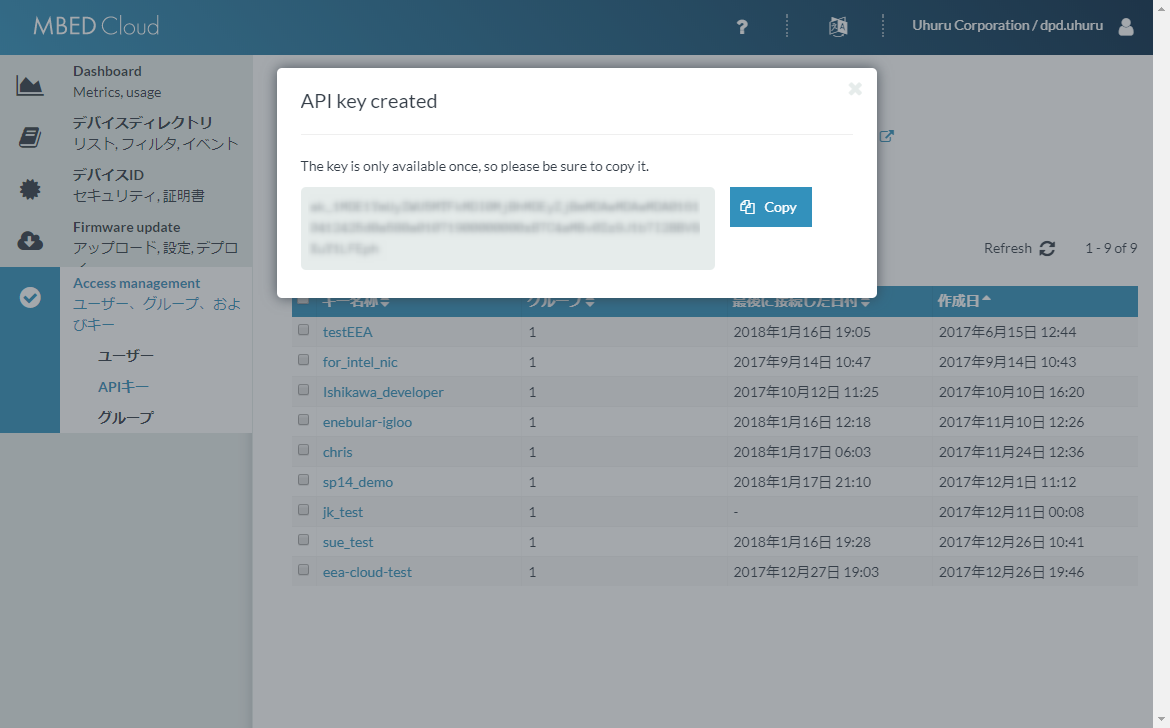 MBED Cloud
?
Uhuru Corporation / dpd.uhuru
Dashboard
Metrics, usage
デバイスディレクトリ
リスト, フィルタ, イベント
デバイスID
セキュリティ, 証明書
Firmware update
アップロード, 設定, デプロ
Access management
ユーザー、グループ、およ
びキー
ユーザー
APIキー
グループ
API key created
The key is only available once, so please be sure to copy it.
Copy
Refresh 1 - 9 of 9
キー名称 グループ 最後に接続した日付 作成日
testEEA 1 2018年1月16日 19:05 2017年6月15日 12:44
for_intel_nic 1 2017年9月14日 10:47 2017年9月14日 10:43
Ishikawa_developer 1 2017年10月12日 11:25 2017年10月10日 16:20
enebular-igloo 1 2018年1月16日 12:18 2017年11月10日 12:26
chris 1 2018年1月17日 06:03 2017年11月24日 12:36
sp14_demo 1 2018年1月17日 21:10 2017年12月1日 11:12
jk_test 1 - 2017年12月11日 00:08
sue_test 1 2018年1月16日 19:28 2017年12月26日 10:41
eea-cloud-test 1 2017年12月27日 19:03 2017年12月26日 19:46